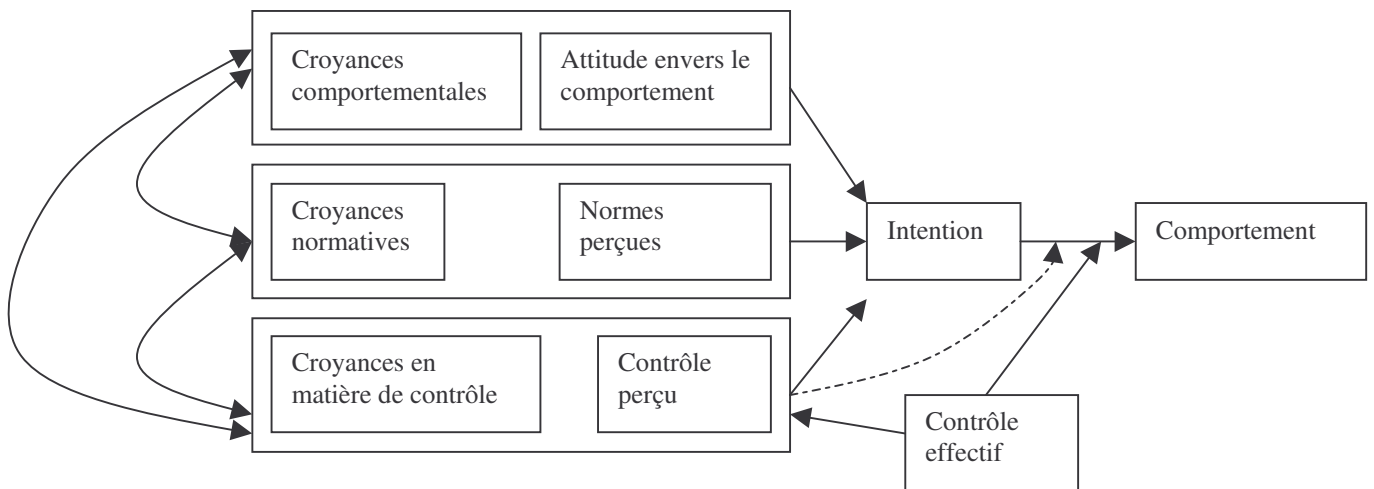 Croyances
comportementales
Attitude envers le
comportement
Croyances
normatives
Normes
perçues
Intention
Comportement
Croyances en
matière de contrôle
Contrôle
perçu
Contrôle
effectif